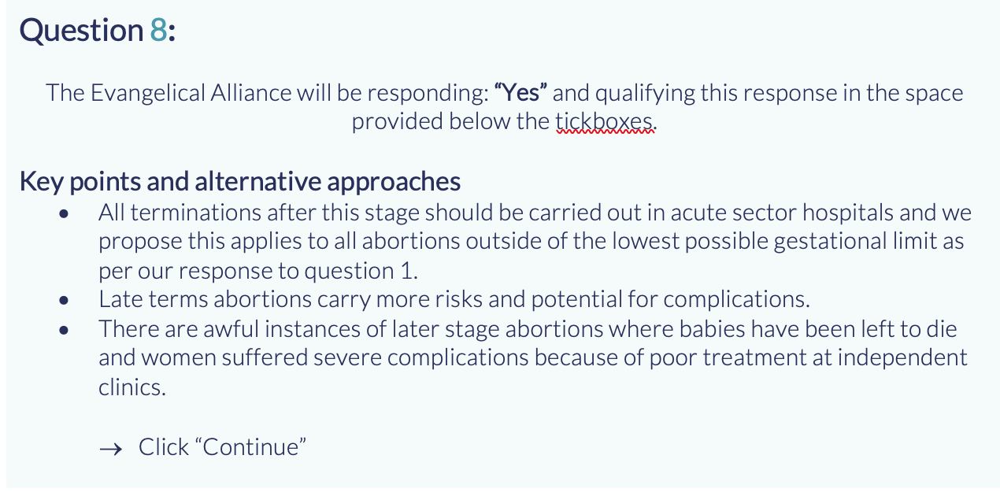 Question 8:
The Evangelical Alliance will be responding: “Yes” and qualifying this response in the space
provided below the tickboxes.
Key points and alternative approaches
• All terminations after this stage should be carried out in acute sector hospitals and we
propose this applies to all abortions outside of the lowest possible gestational limit as
per our response to question 1.
• Late terms abortions carry more risks and potential for complications.
• There are awful instances of later stage abortions where babies have been left to die
and women suffered severe complications because of poor treatment at independent
clinics.
→ Click “Continue”